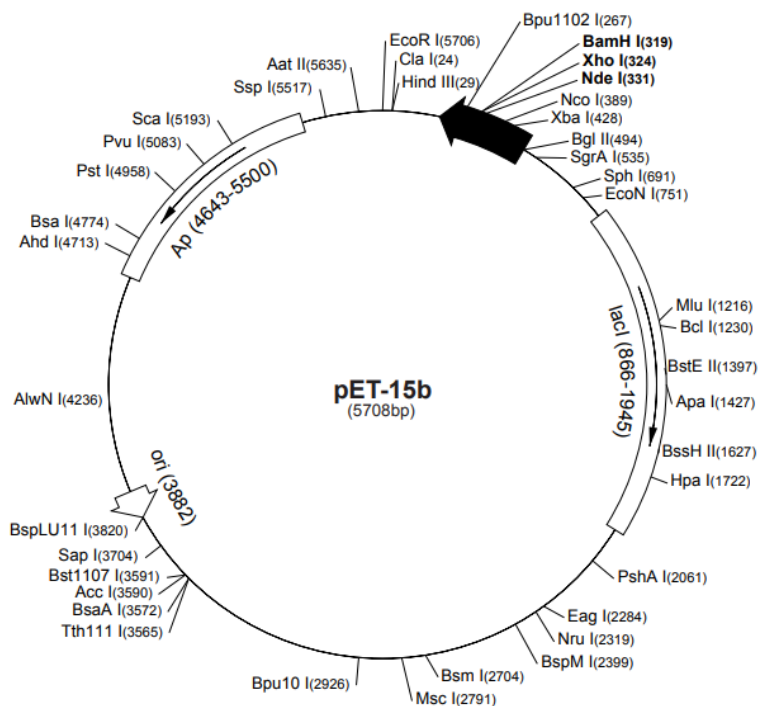 EcoR I(5706)
Cla I(24)
Hind III(29)
Bpu1102 I(267)
BamH I(319)
Xho I(324)
Nde I(331)
Nco I(389)
Xba I(428)
Bgl II(494)
SgrA I(535)
Sph I(691)
EcoN I(751)
lacI (866-1945)
Mlu I(1216)
Bcl I(1230)
BstE II(1397)
Apa I(1427)
BssH II(1627)
Hpa I(1722)
PshA I(2061)
Eag I(2284)
Nru I(2319)
BspM I(2399)
Bsm I(2704)
Msc I(2791)
Bpu10 I(2926)
Tth111 I(3565)
BsaA I(3572)
Acc I(3590)
Bst1107 I(3591)
Sap I(3704)
BspLU11 I(3820)
ori (3882)
AlwN I(4236)
Ap (4643-5500)
Ahd I(4713)
Bsa I(4774)
Pst I(4958)
Pvu I(5083)
Sca I(5193)
Ssp I(5517)
Aat II(5635)
pET-15b
(5708bp)